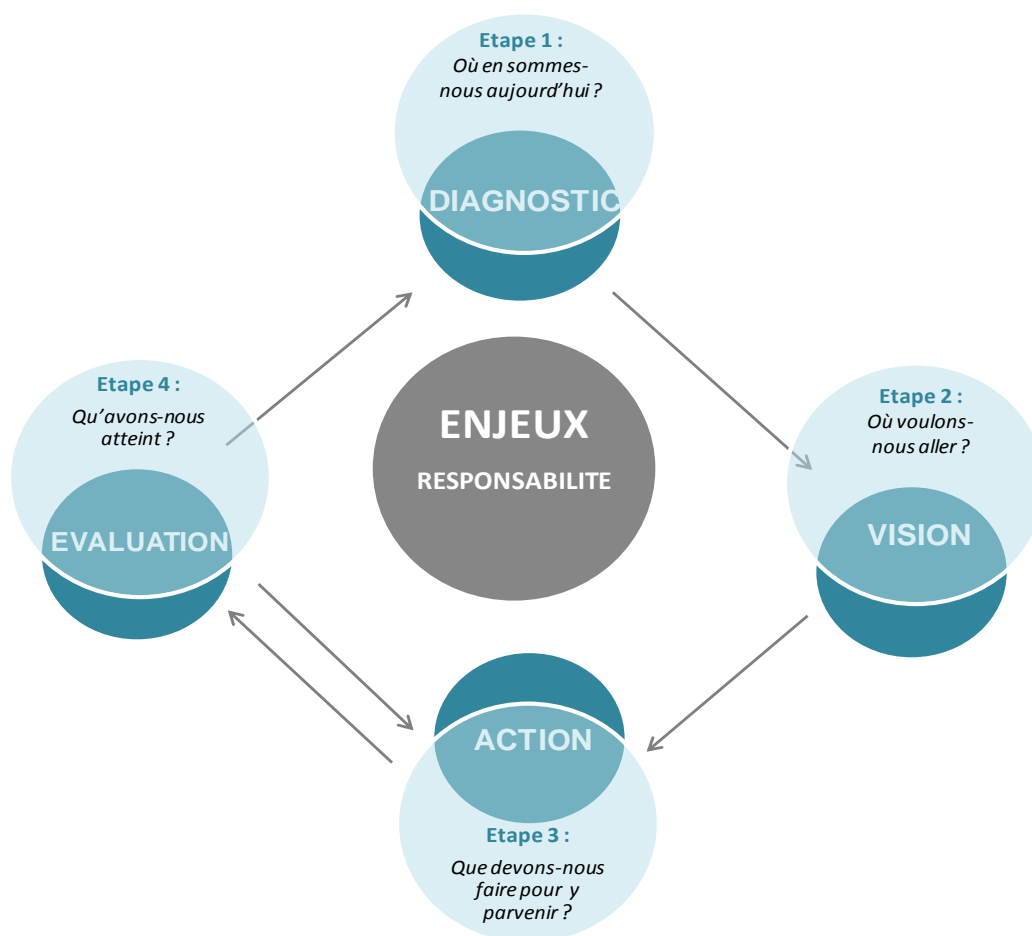 Etape 1 :
Où en sommes-
nous aujourd’hui ?
DIAGNOSTIC
Etape 4 :
Qu’avons-nous
atteint ?
EVALUATION
ENJEUX
RESPONSABILITE
Etape 2 :
Où voulons-
nous aller ?
VISION
ACTION
Etape 3 :
Que devons-nous
faire pour y
parvenir ?